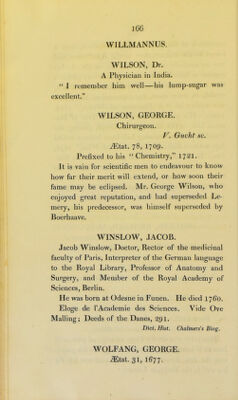 166
WILLMANNUS.
WILSON, Dr.
A Physician in India.
"I remember him well—his lump-sugar was
excellent."
WILSON, GEORGE.
Chirurgeon.
V. Gucht sc.
Ætat. 78, 1709.
Prefixed to his "Chemistry," 1721.
It is vain for scientific men to endeavour to know
how far their merit will extend, or how soon their
fame may be eclipsed. Mr. George Wilson, who
enjoyed great reputation, and had superseded Le-
mery, his predecessor, was himself superseded by
Boerhaave.
WINSLOW, JACOB.
Jacob Winslow, Doctor, Rector of the medicinal
faculty of Paris, Interpreter of the German language
to the Royal Library, Professor of Anatomy and
Surgery, and Member of the Royal Academy of
Sciences, Berlin.
He was born at Odesne in Funen. He died 1760.
Eloge de l'Academie des Sciences. Vide Ove
Malling; Deeds of the Danes, 291.
Dict. Hist. Chalmers's Biog.
WOLFANG, GEORGE.
Ætat. 31, 1677.